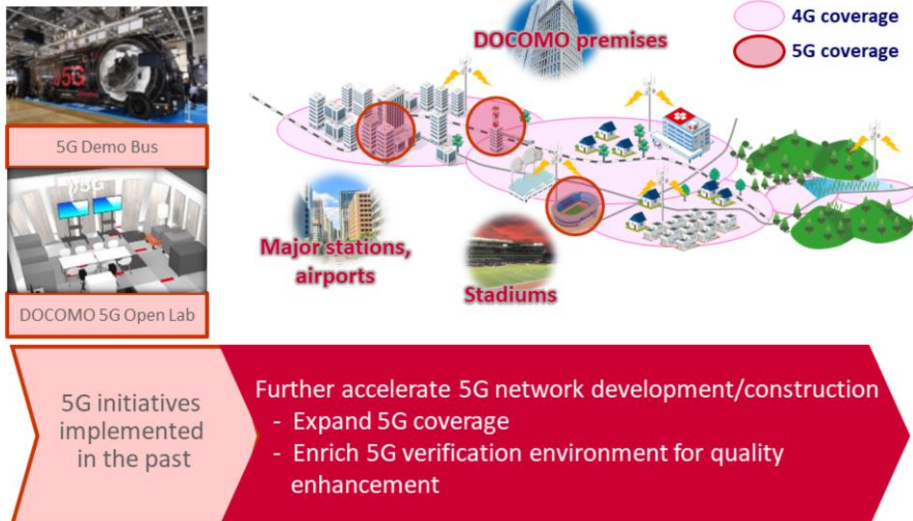 4G coverage
5G coverage
DOCOMO premises
5G
5G Demo Bus
5G
DOCOMO 5G Open Lab
Major stations,
airports
Stadiums
5G initiatives
implemented
in the past
Further accelerate 5G network development/construction
- Expand 5G coverage
- Enrich 5G verification environment for quality
enhancement